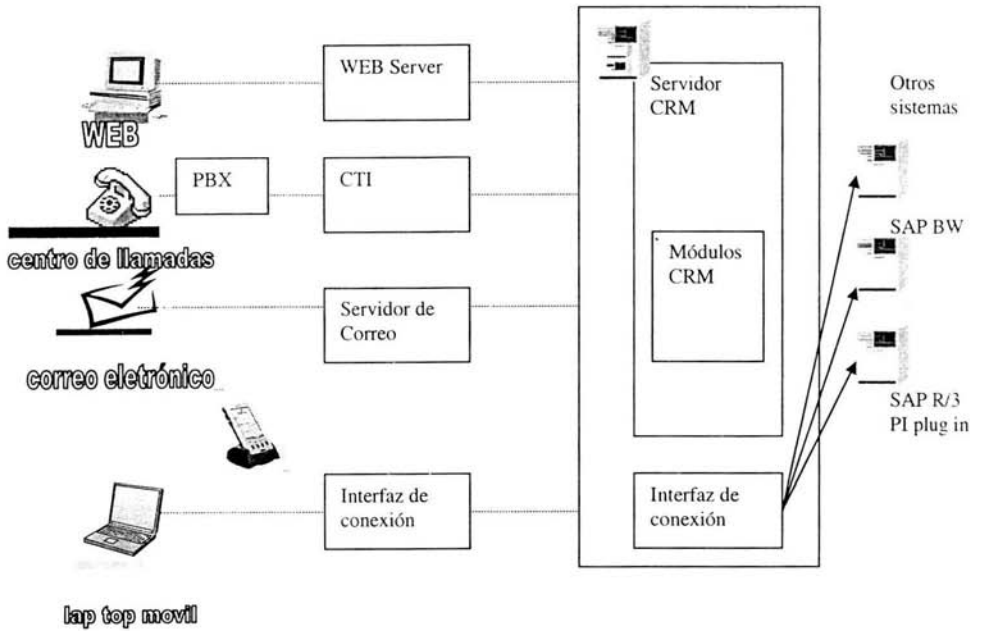 WEB Server
Servidor
CRM
Otros
sistemas
WEB
PBX
CTI
SAP BW
centro de llamadas
Módulos
CRM
Servidor de
Correo
correo eletrónico
SAP R/3
PI plug in
Interfaz de
conexión
Interfaz de
conexión
lap top movil